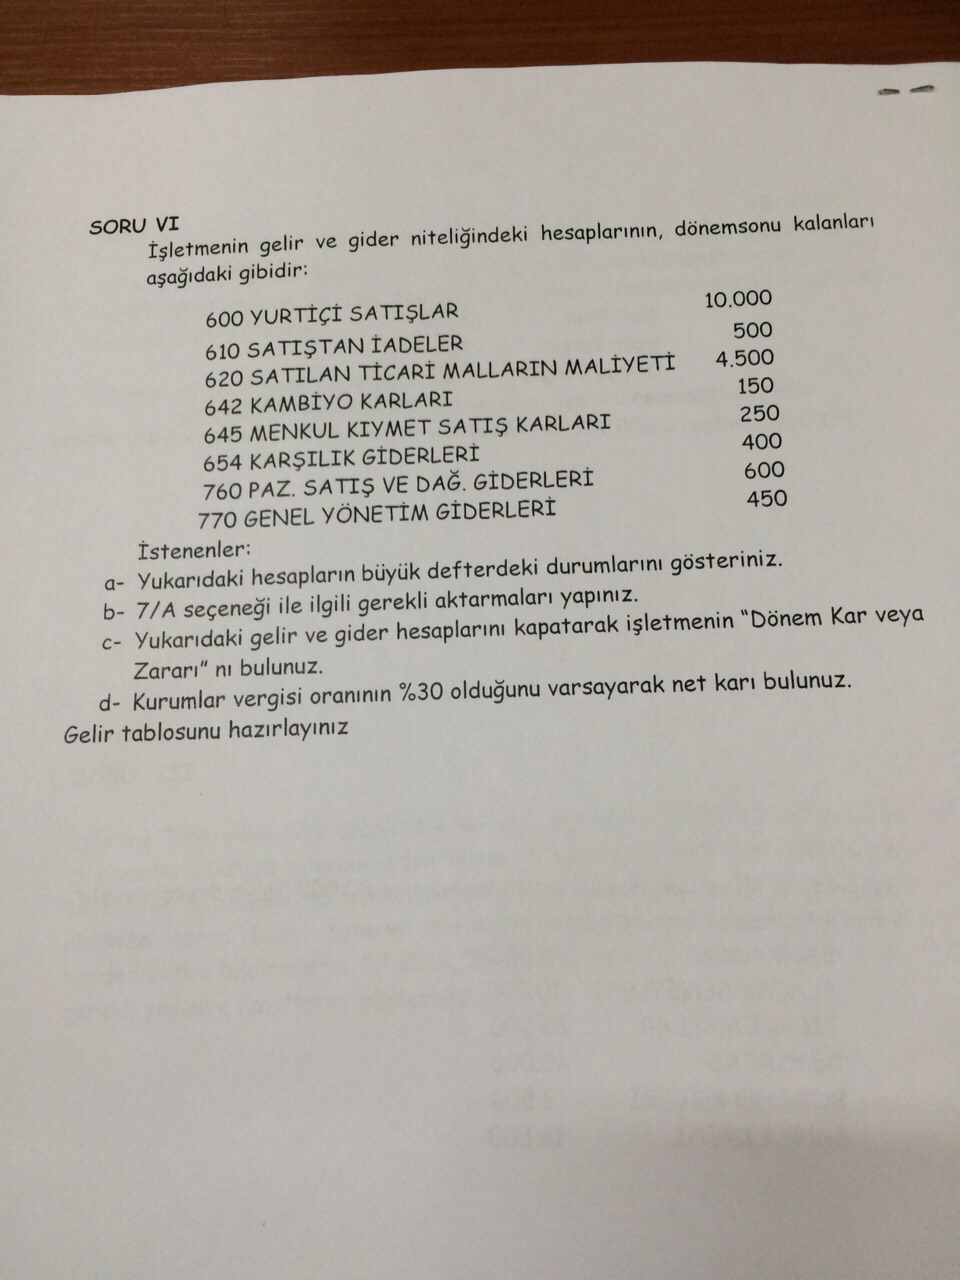 SORU VI
İşletmenin gelir ve gider niteliğindeki hesaplarının, dönemsonu kalanları
aşağıdaki gibidir:
600 YURTİÇİ SATIŞLAR 10.000
610 SATIŞTAN İADELER 500
620 SATILAN TİCARİ MALLARIN MALİYETİ 4.500
642 KAMBİYO KARLARI 150
645 MENKUL KIYMET SATIŞ KARLARI 250
654 KARŞILIK GİDERLERİ 400
760 PAZ. SATIŞ VE DAĞ. GİDERLERİ 600
770 GENEL YÖNETİM GİDERLERİ 450
İstenenler:
a- Yukarıdaki hesapların büyük defterdeki durumlarını gösteriniz.
b- 7/A seçeneği ile ilgili gerekli aktarmaları yapınız.
c- Yukarıdaki gelir ve gider hesaplarını kapatarak işletmenin "Dönem Kar veya
Zararı" nı bulunuz.
d- Kurumlar vergisi oranının %30 olduğunu varsayarak net karı bulunuz.
Gelir tablosunu hazırlayınız